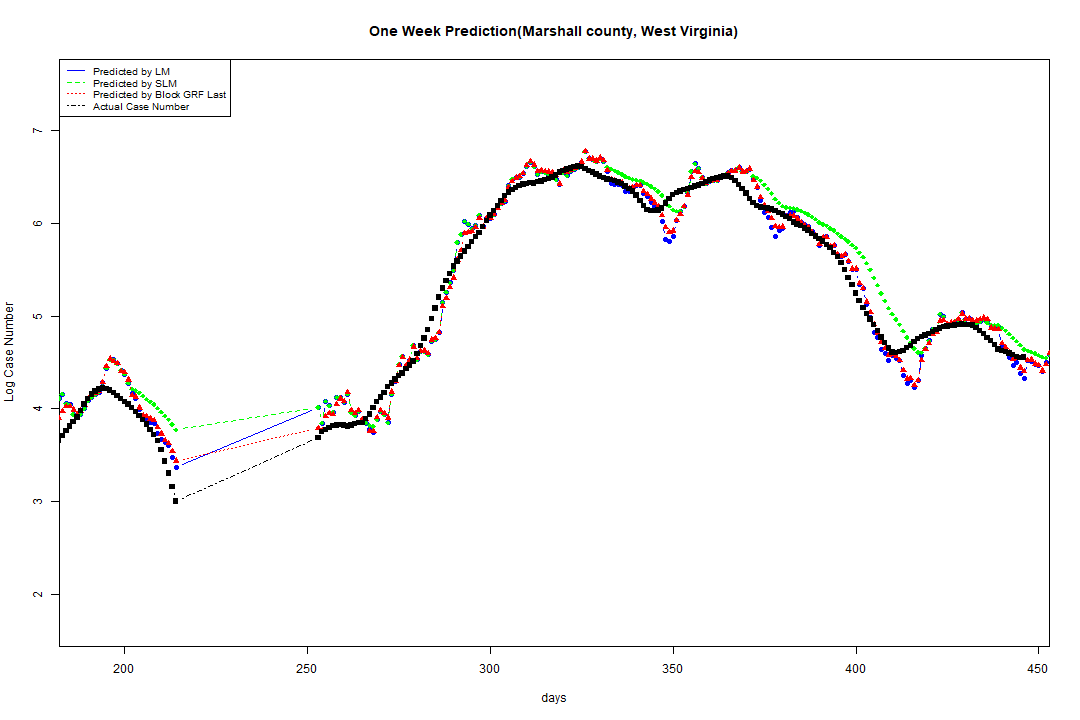 One Week Prediction(Marshall county, West Virginia)
Predicted by LM
Predicted by SLM
Predicted by Block GRF Last
Actual Case Number
7
6
5
4
3
2
Log Case Number
200 250 300 350 400 450
days